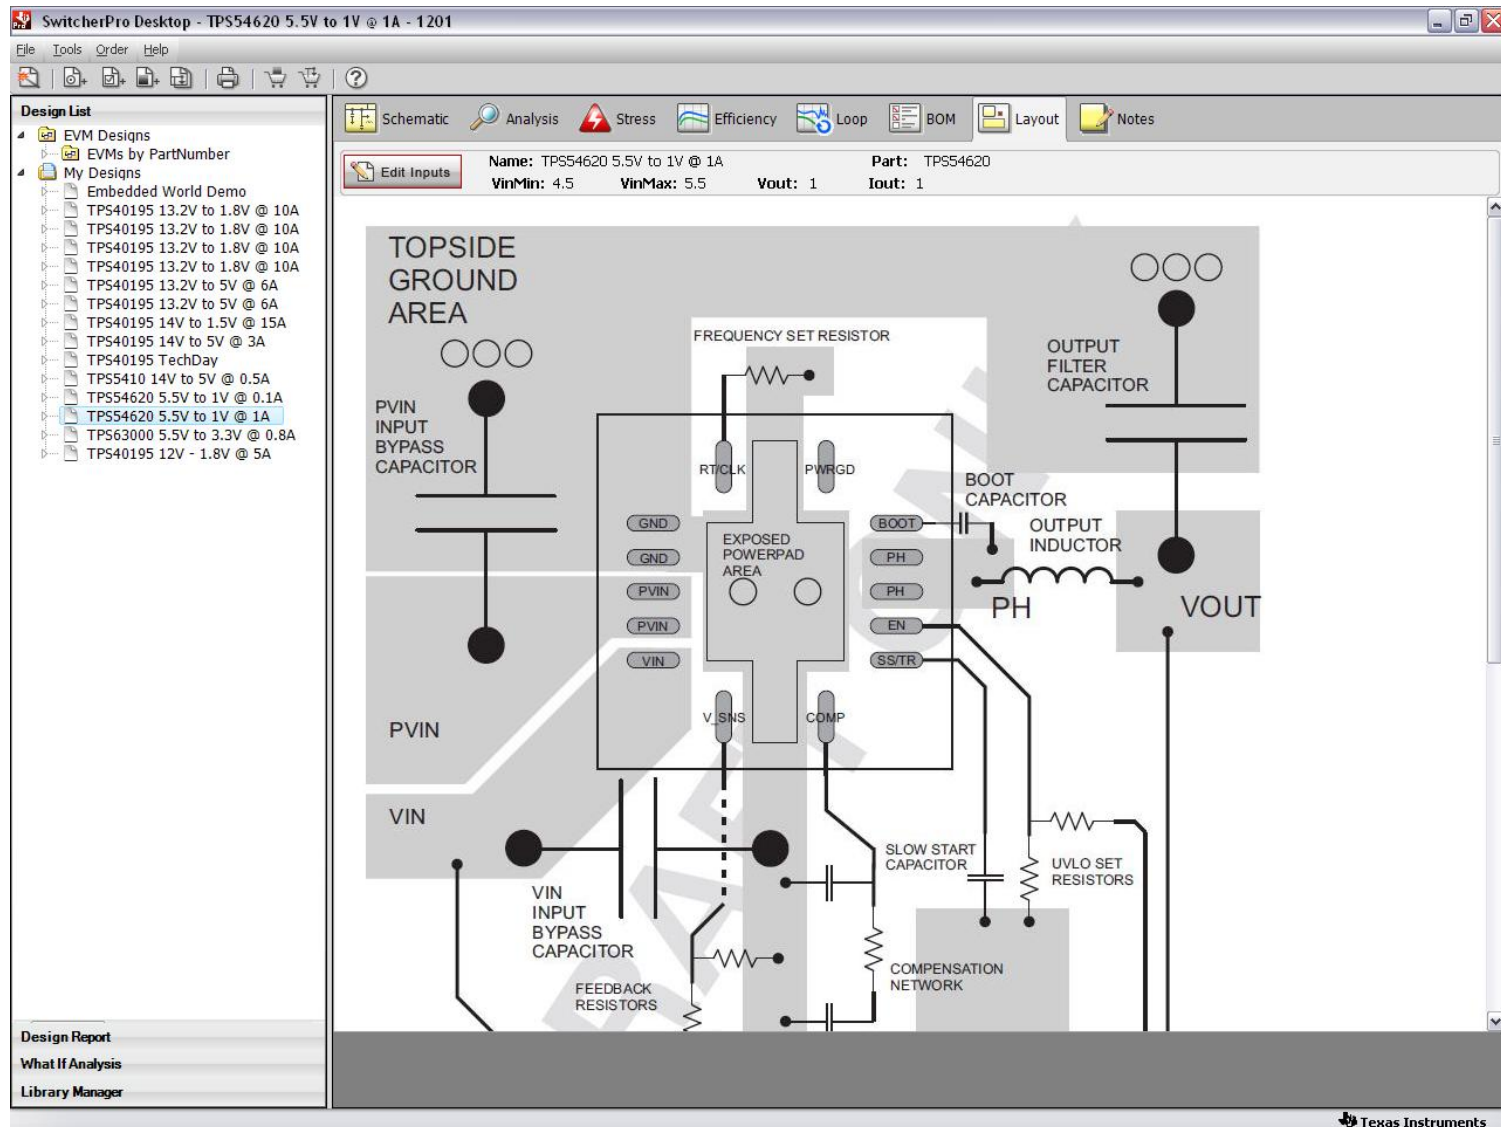 SwitcherPro Desktop - TPS54620 5.5V to 1V @ 1A - 1201
File Tools Order Help
Design List
EVM Designs
EVMs by PartNumber
My Designs
Embedded World Demo
TPS40195 13.2V to 1.8V @ 10A
TPS40195 13.2V to 1.8V @ 10A
TPS40195 13.2V to 1.8V @ 10A
TPS40195 13.2V to 1.8V @ 10A
TPS40195 13.2V to 5V @ 6A
TPS40195 13.2V to 5V @ 6A
TPS40195 14V to 1.5V @ 15A
TPS40195 14V to 5V @ 3A
TPS40195 TechDay
TPS5410 14V to 5V @ 0.5A
TPS54620 5.5V to 1V @ 0.1A
TPS54620 5.5V to 1V @ 1A
TPS63000 5.5V to 3.3V @ 0.8A
TPS40195 12V - 1.8V @ 5A
Design Report
What If Analysis
Library Manager
Schematic Analysis Stress Efficiency Loop BOM Layout Notes
Edit Inputs
Name: TPS54620 5.5V to 1V @ 1A Part: TPS54620
VinMin: 4.5 VinMax: 5.5 Vout: 1 Iout: 1
TOPSIDE
GROUND
AREA
FREQUENCY SET RESISTOR
OUTPUT
FILTER
CAPACITOR
PVIN
INPUT
BYPASS
CAPACITOR
RT/CLK PWRGD
BOOT
CAPACITOR
GND
GND
PVIN
PVIN
VIN
EXPOSED
POWERPAD
AREA
BOOT
PH
PH
EN
SS/TR
OUTPUT
INDUCTOR
PH
VOUT
V_SNS COMP
PVIN
VIN
VIN
INPUT
BYPASS
CAPACITOR
SLOW START
CAPACITOR
UVLO SET
RESISTORS
FEEDBACK
RESISTORS
COMPENSATION
NETWORK
Texas Instruments